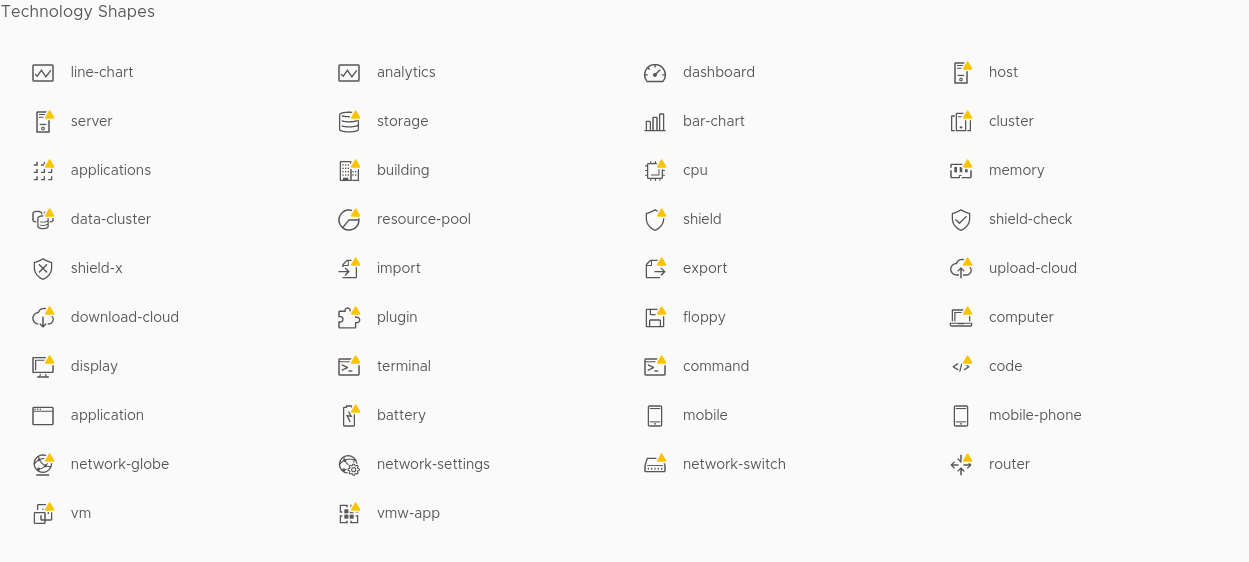 Technology Shapes
line-chart analytics dashboard host
server storage bar-chart cluster
applications building cpu memory
data-cluster resource-pool shield shield-check
shield-x import export upload-cloud
download-cloud plugin floppy computer
display terminal command code
application battery mobile mobile-phone
network-globe network-settings network-switch router
vm vmw-app